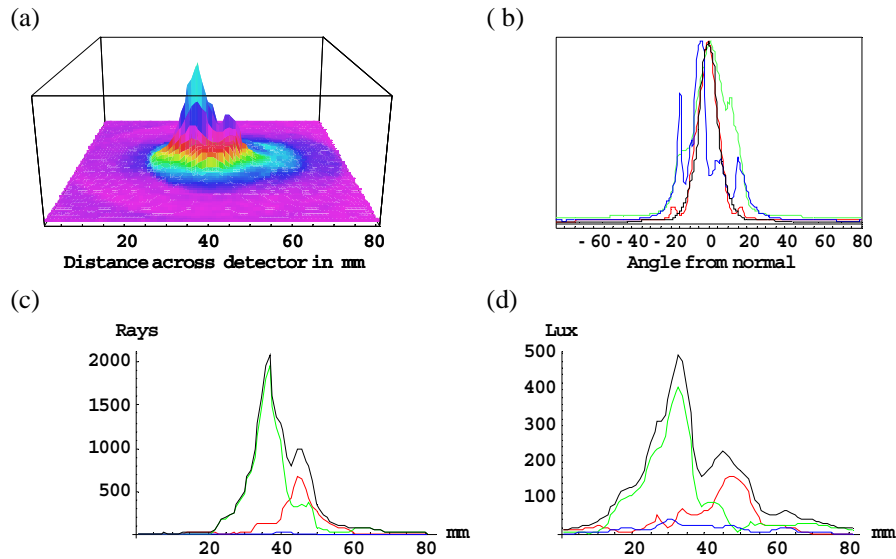 (a)
20 40 60 80
Distance across detector in mm
( b)
- 60 - 40 - 20 0 20 40 60 80
Angle from normal
(c)
Rays
2000
1500
1000
500
20 40 60 80 mm
(d)
Lux
500
400
300
200
100
20 40 60 80 mm